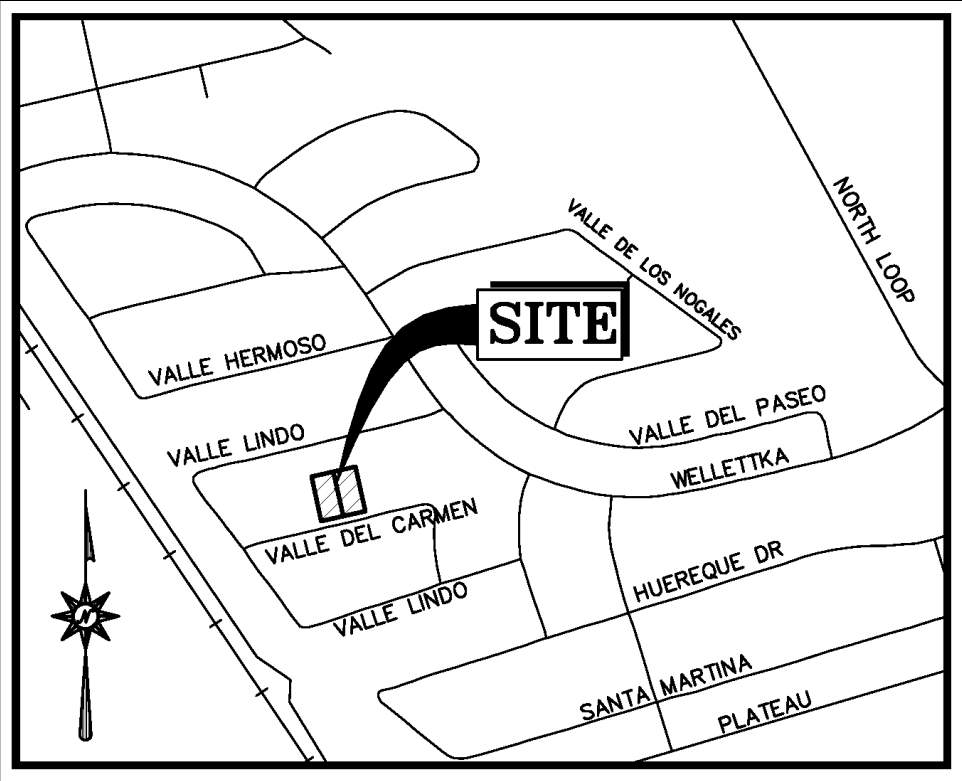 NORTH LOOP
VALLE DE LOS NOGALES
SITE
VALLE HERMOSO
VALLE DEL PASEO
VALLE LINDO
WELLETTKA
VALLE DEL CARMEN
HUEREQUE DR
VALLE LINDO
N
SANTA MARTINA
PLATEAU